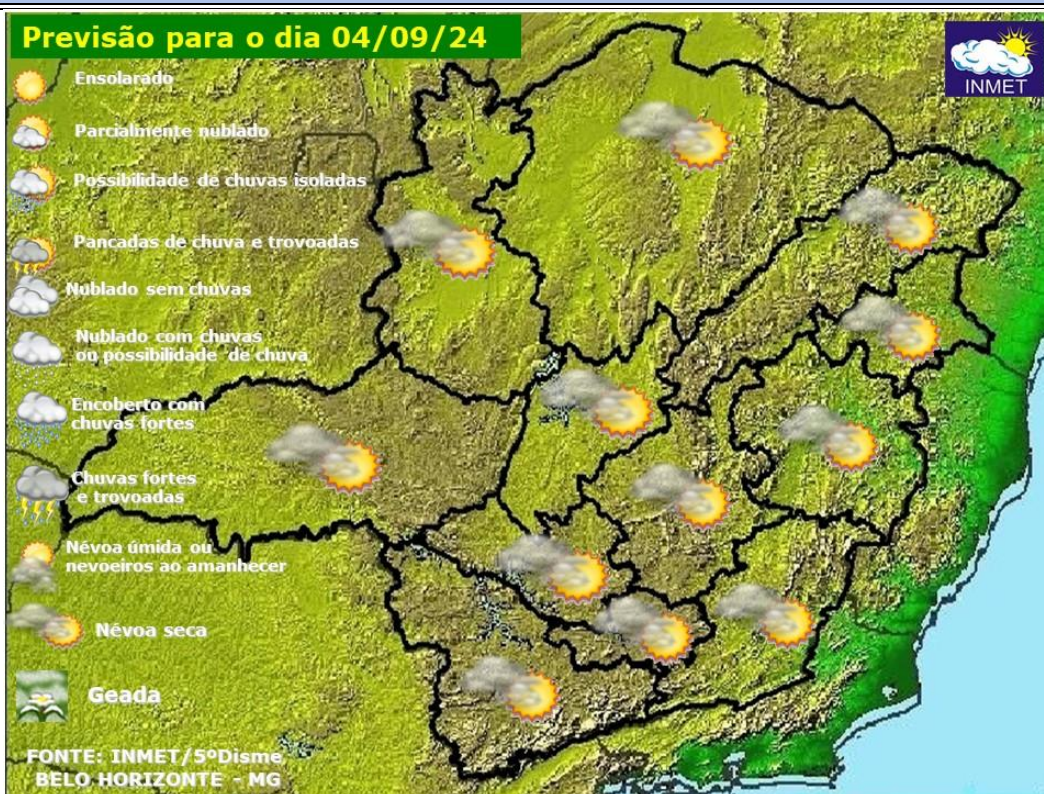 Previsão para o dia 04/09/24
INMET
Ensolarado
Parcialmente nublado
Possibilidade de chuvas isoladas
Pancadas de chuva e trovoadas
Nublado sem chuvas
Nublado com chuvas
ou possibilidade de chuva
Encoberto com
chuvas fortes
Chuvas fortes
e trovoadas
Névoa úmida ou
nevoeiros ao amanhecer
Névoa seca
Geada
FONTE: INMET/5ºDisme
BELO HORIZONTE - MG